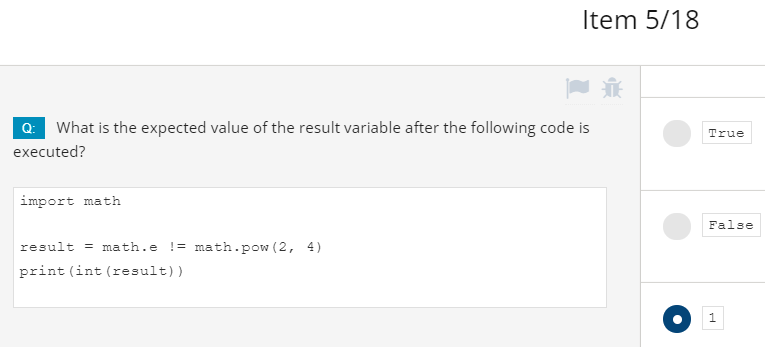 Item 5/18
Q: What is the expected value of the result variable after the following code is
executed?
import math
result = math.e != math.pow(2, 4)
print(int(result))
True
False
1